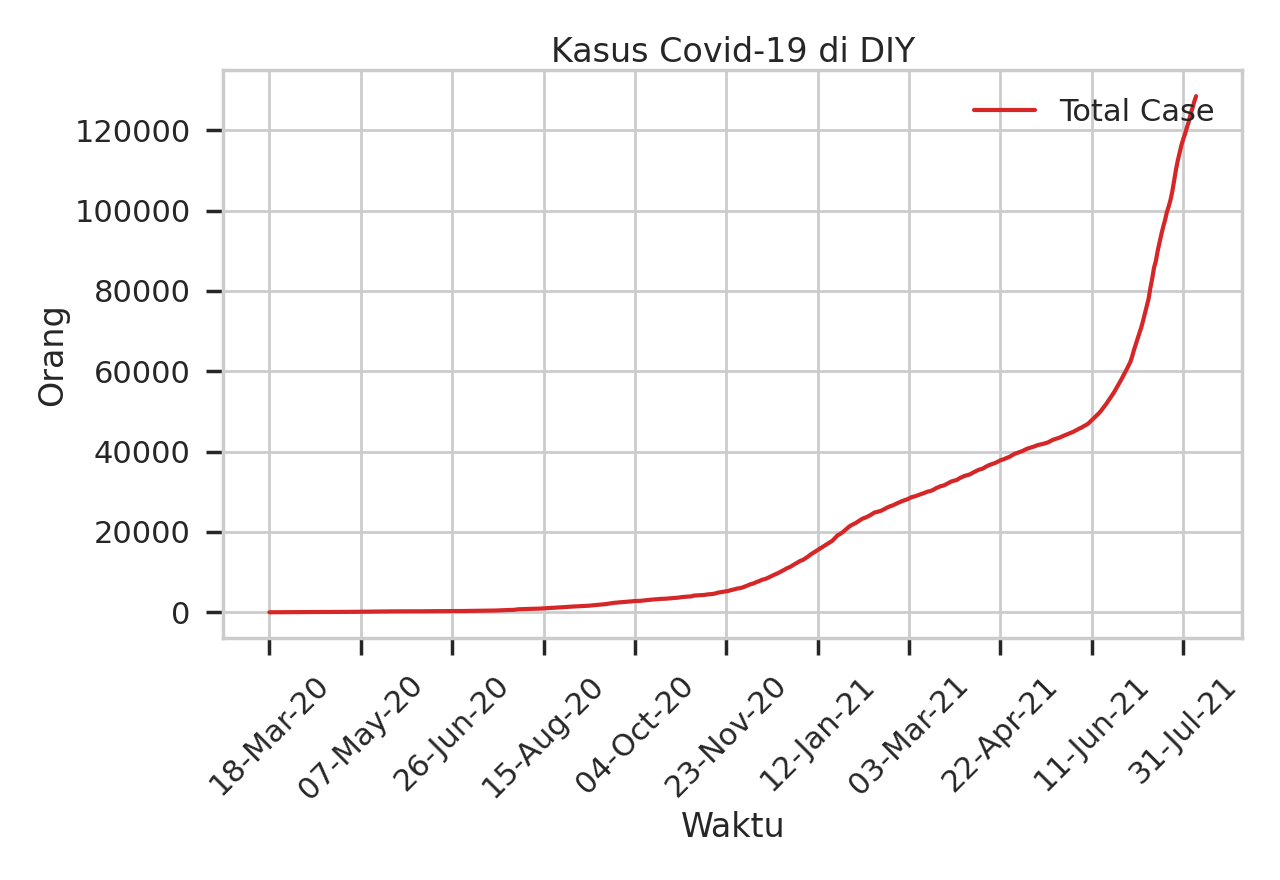 Kasus Covid-19 di DIY
Total Case
Orang
120000
100000
80000
60000
40000
20000
0
18-Mar-20
07-May-20
26-Jun-20
15-Aug-20
04-Oct-20
23-Nov-20
12-Jan-21
03-Mar-21
22-Apr-21
11-Jun-21
31-Jul-21
Waktu